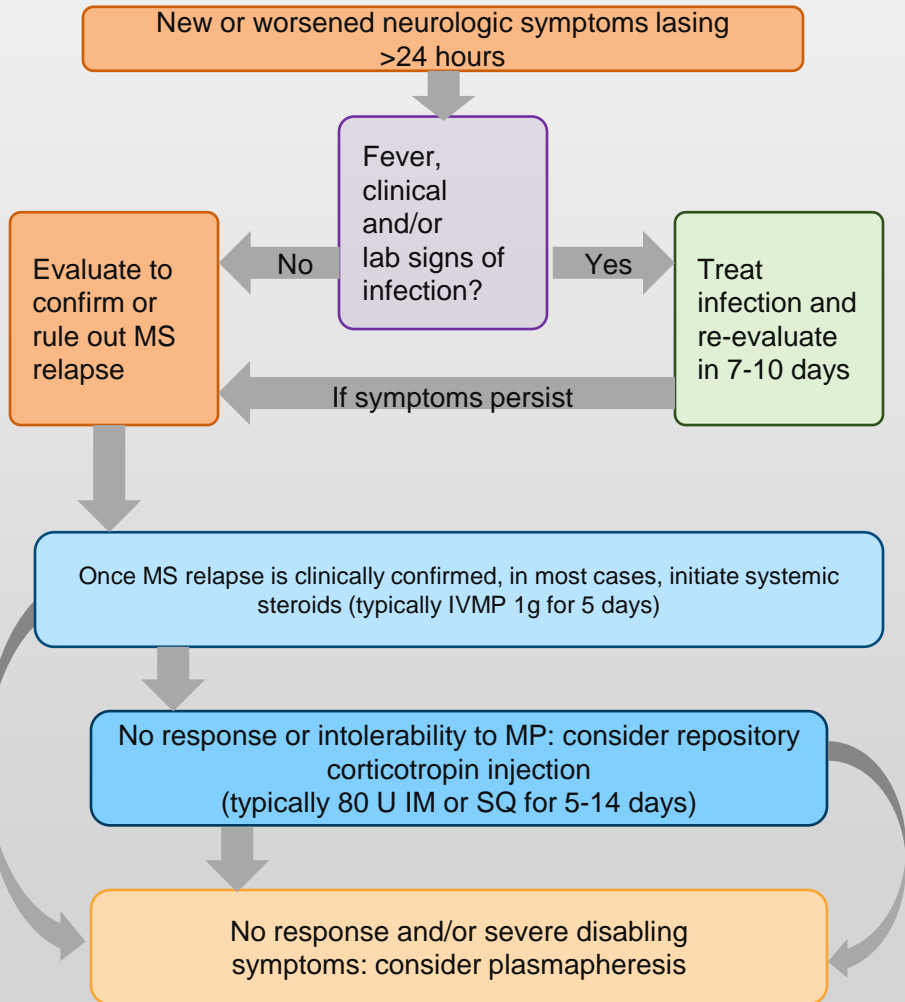 New or worsened neurologic symptoms lasing
>24 hours
Fever,
clinical
and/or
lab signs of
infection?
No
Yes
Evaluate to
confirm or
rule out MS
relapse
Treat
infection and
re-evaluate
in 7-10 days
If symptoms persist
Once MS relapse is clinically confirmed, in most cases, initiate systemic
steroids (typically IVMP 1g for 5 days)
No response or intolerability to MP: consider repository
corticotropin injection
(typically 80 U IM or SQ for 5-14 days)
No response and/or severe disabling
symptoms: consider plasmapheresis